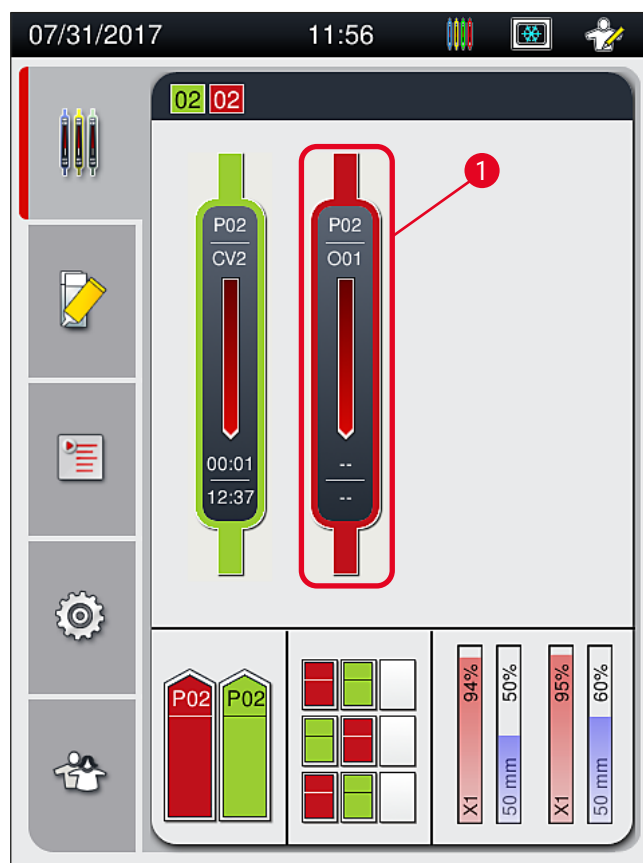 07/31/2017 11:56
02 02
1
P02
CV2
00:01
12:37
P02
O01
--
--
P02 P02
X1 94%
50 mm 50%
X1 95%
50 mm 60%